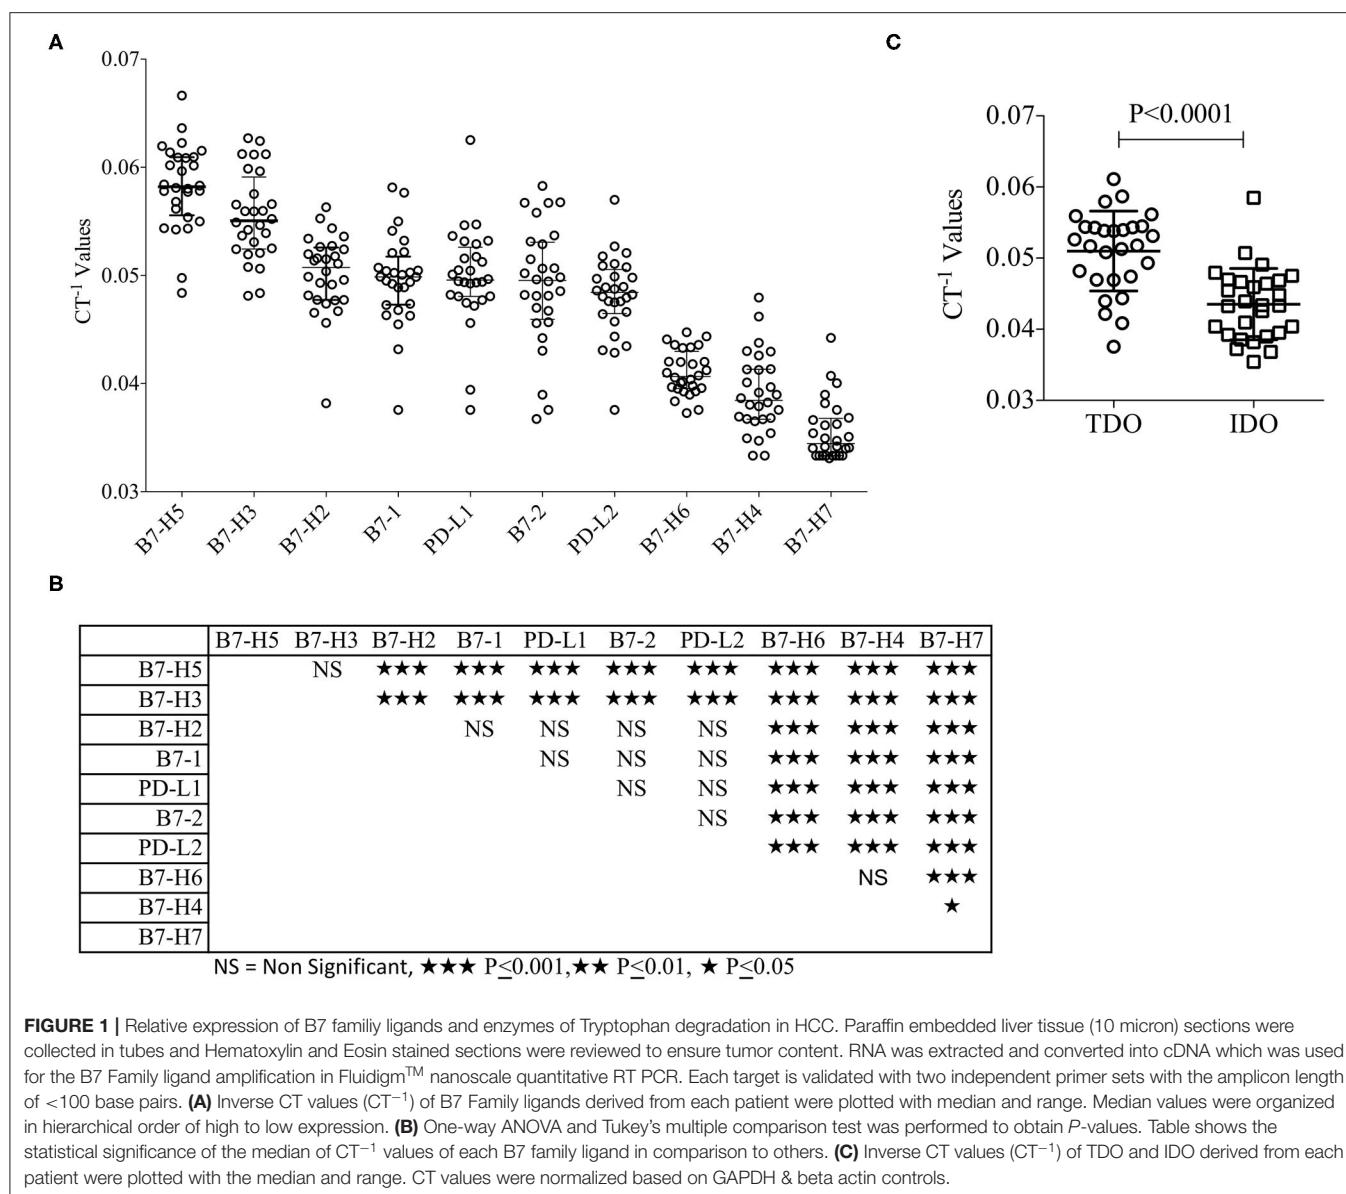 A
0.07
0.06
0.05
0.04
0.03
CT⁻¹ Values
B7-H5
B7-H3
B7-H2
B7-1
PD-L1
B7-2
PD-L2
B7-H6
B7-H4
B7-H7
C
P<0.0001
0.07
0.06
0.05
0.04
0.03
CT⁻¹ Values
TDO
IDO
B
B7-H5 B7-H3 B7-H2 B7-1 PD-L1 B7-2 PD-L2 B7-H6 B7-H4 B7-H7
B7-H5 NS ★★★ ★★★ ★★★ ★★★ ★★★ ★★★ ★★★ ★★★
B7-H3 ★★★ ★★★ ★★★ ★★★ ★★★ ★★★ ★★★ ★★★
B7-H2 NS NS NS NS ★★★ ★★★ ★★★
B7-1 NS NS NS ★★★ ★★★ ★★★
PD-L1 NS NS ★★★ ★★★ ★★★
B7-2 NS ★★★ ★★★ ★★★
PD-L2 ★★★ ★★★ ★★★
B7-H6 NS ★★★
B7-H4 ★
B7-H7
NS = Non Significant, ★★★ P≤0.001,★★ P≤0.01, ★ P≤0.05
FIGURE 1 | Relative expression of B7 familiy ligands and enzymes of Tryptophan degradation in HCC. Paraffin embedded liver tissue (10 micron) sections were
collected in tubes and Hematoxylin and Eosin stained sections were reviewed to ensure tumor content. RNA was extracted and converted into cDNA which was used
for the B7 Family ligand amplification in Fluidigm™ nanoscale quantitative RT PCR. Each target is validated with two independent primer sets with the amplicon length
of <100 base pairs. (A) Inverse CT values (CT⁻¹) of B7 Family ligands derived from each patient were plotted with median and range. Median values were organized
in hierarchical order of high to low expression. (B) One-way ANOVA and Tukey's multiple comparison test was performed to obtain P-values. Table shows the
statistical significance of the median of CT⁻¹ values of each B7 family ligand in comparison to others. (C) Inverse CT values (CT⁻¹) of TDO and IDO derived from each
patient were plotted with the median and range. CT values were normalized based on GAPDH & beta actin controls.